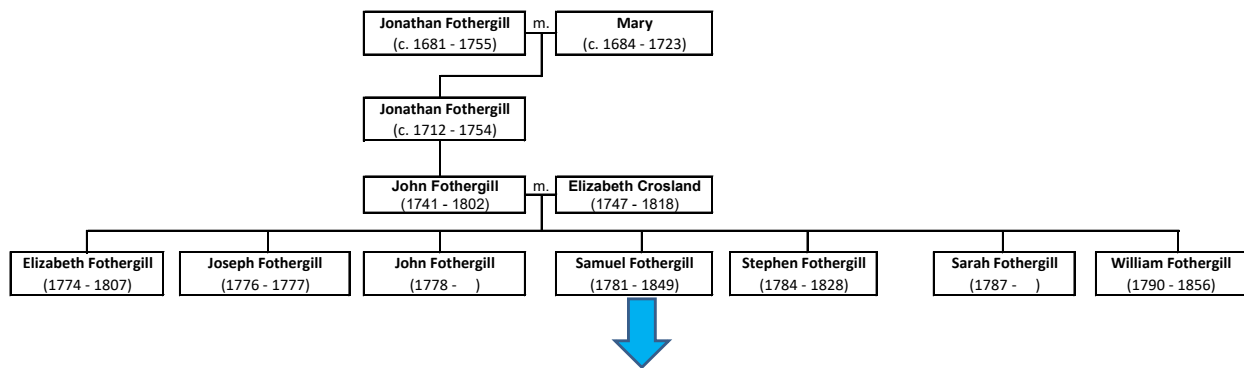 Jonathan Fothergill m. Mary
(c. 1681 - 1755) (c. 1684 - 1723)
Jonathan Fothergill
(c. 1712 - 1754)
John Fothergill m. Elizabeth Crosland
(1741 - 1802) (1747 - 1818)
Elizabeth Fothergill Joseph Fothergill John Fothergill Samuel Fothergill Stephen Fothergill Sarah Fothergill William Fothergill
(1774 - 1807) (1776 - 1777) (1778 - ) (1781 - 1849) (1784 - 1828) (1787 - ) (1790 - 1856)